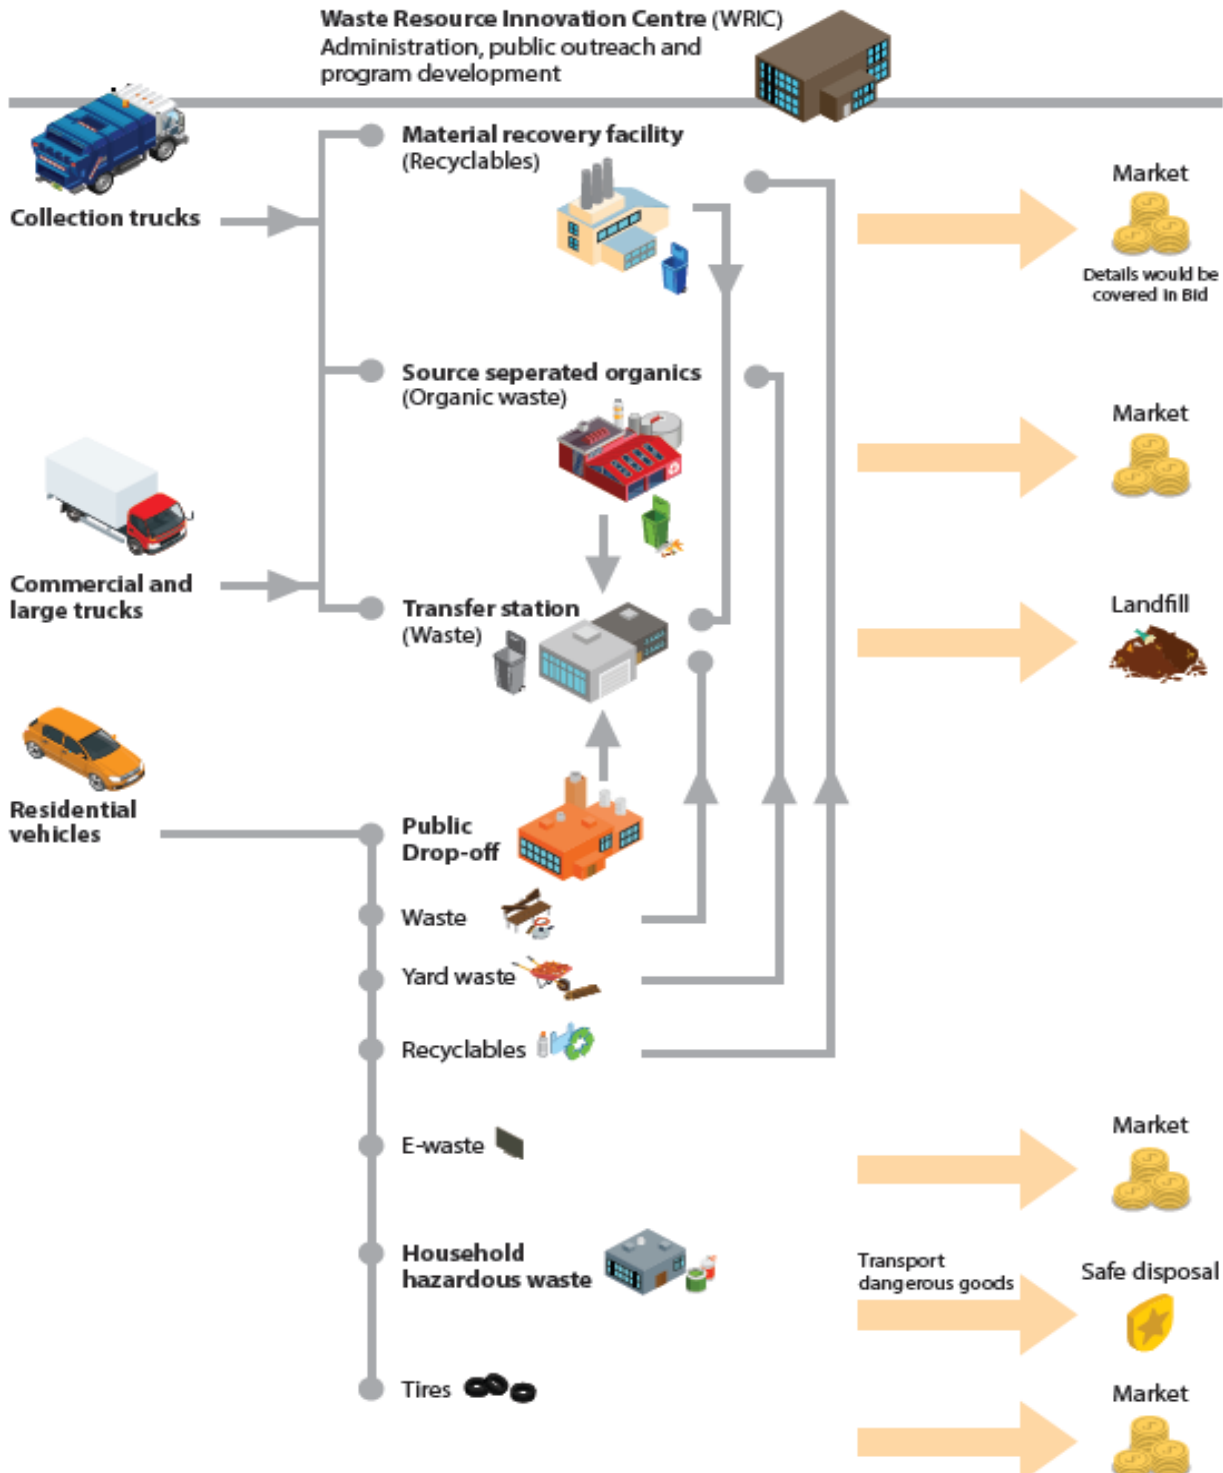 Waste Resource Innovation Centre (WRIC)
Administration, public outreach and
program development
Collection trucks
Material recovery facility
(Recyclables)
Market
Details would be
covered in Bid
Source seperated organics
(Organic waste)
Market
Commercial and
large trucks
Transfer station
(Waste)
Landfill
Residential
vehicles
Public
Drop-off
Waste
Yard waste
Recyclables
E-waste
Market
Household
hazardous waste
Transport
dangerous goods
Safe disposal
Tires
Market